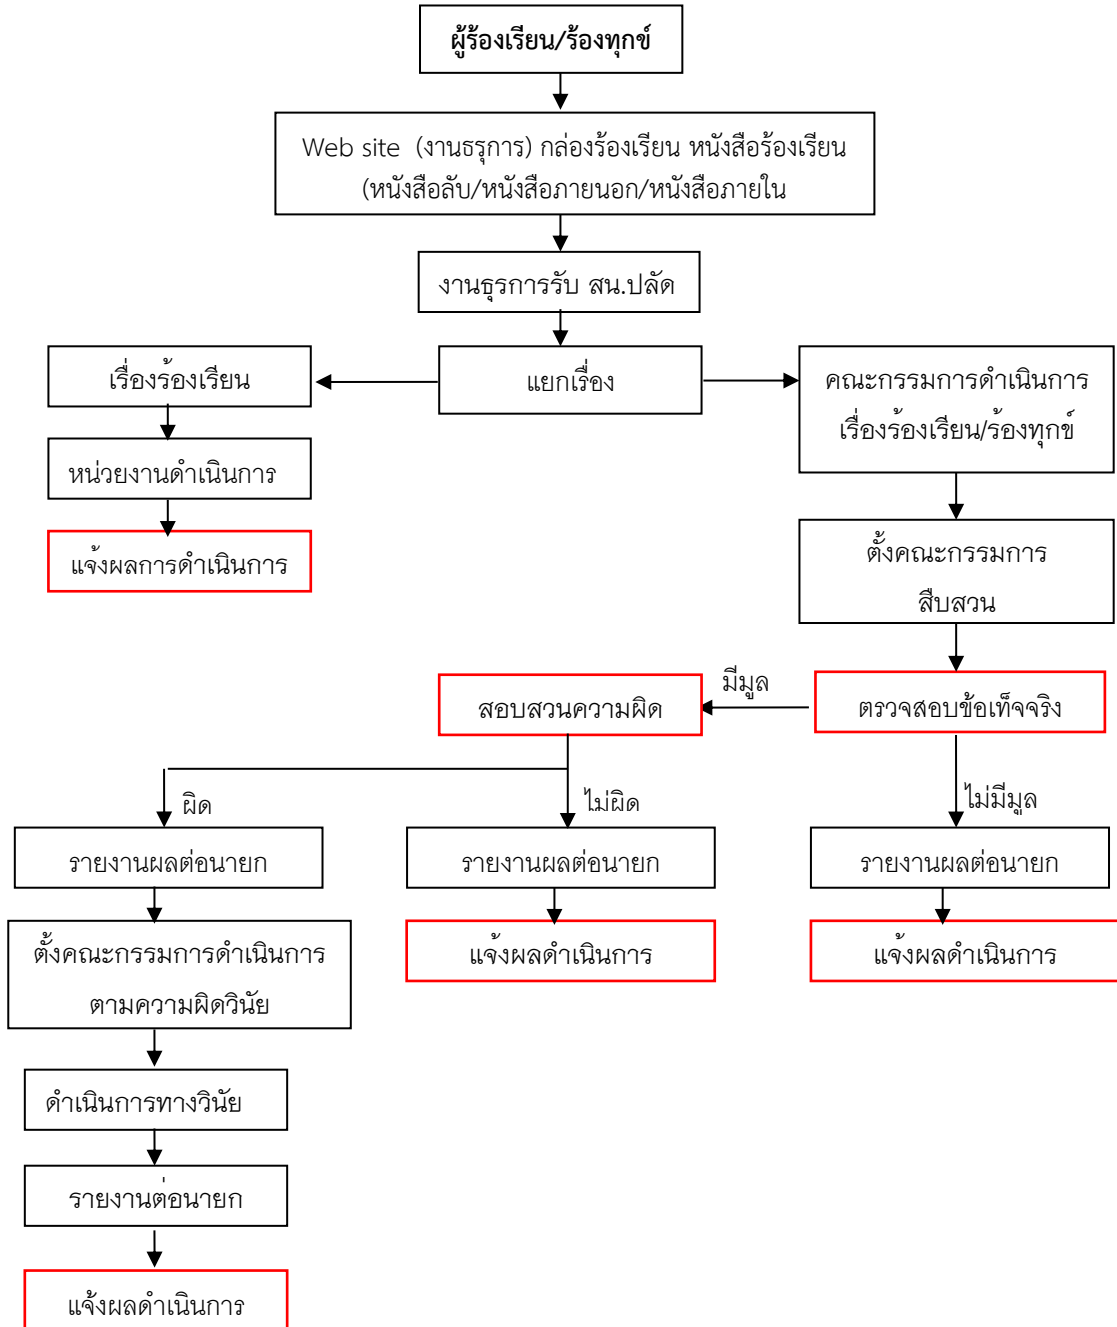 ผู้ร้องเรียน/ร้องทุกข์
Web site (งานธรุการ) กล่องร้องเรียน หนังสือร้องเรียน
(หนังสือลับ/หนังสือภายนอก/หนังสือภายใน
งานธุรการรับ สน.ปลัด
เรื่องร้องเรียน
แยกเรื่อง
คณะกรรมการดำเนินการ
เรื่องร้องเรียน/ร้องทุกข์
หน่วยงานดำเนินการ
แจ้งผลการดำเนินการ
ตั้งคณะกรรมการ
สืบสวน
มีมูล
สอบสวนความผิด
ตรวจสอบข้อเท็จจริง
ผิด
ไม่ผิด
ไม่มีมูล
รายงานผลต่อนายก
รายงานผลต่อนายก
รายงานผลต่อนายก
ตั้งคณะกรรมการดำเนินการ
ตามความผิดวินัย
แจ้งผลดำเนินการ
แจ้งผลดำเนินการ
ดำเนินการทางวินัย
รายงานต่อนายก
แจ้งผลดำเนินการ